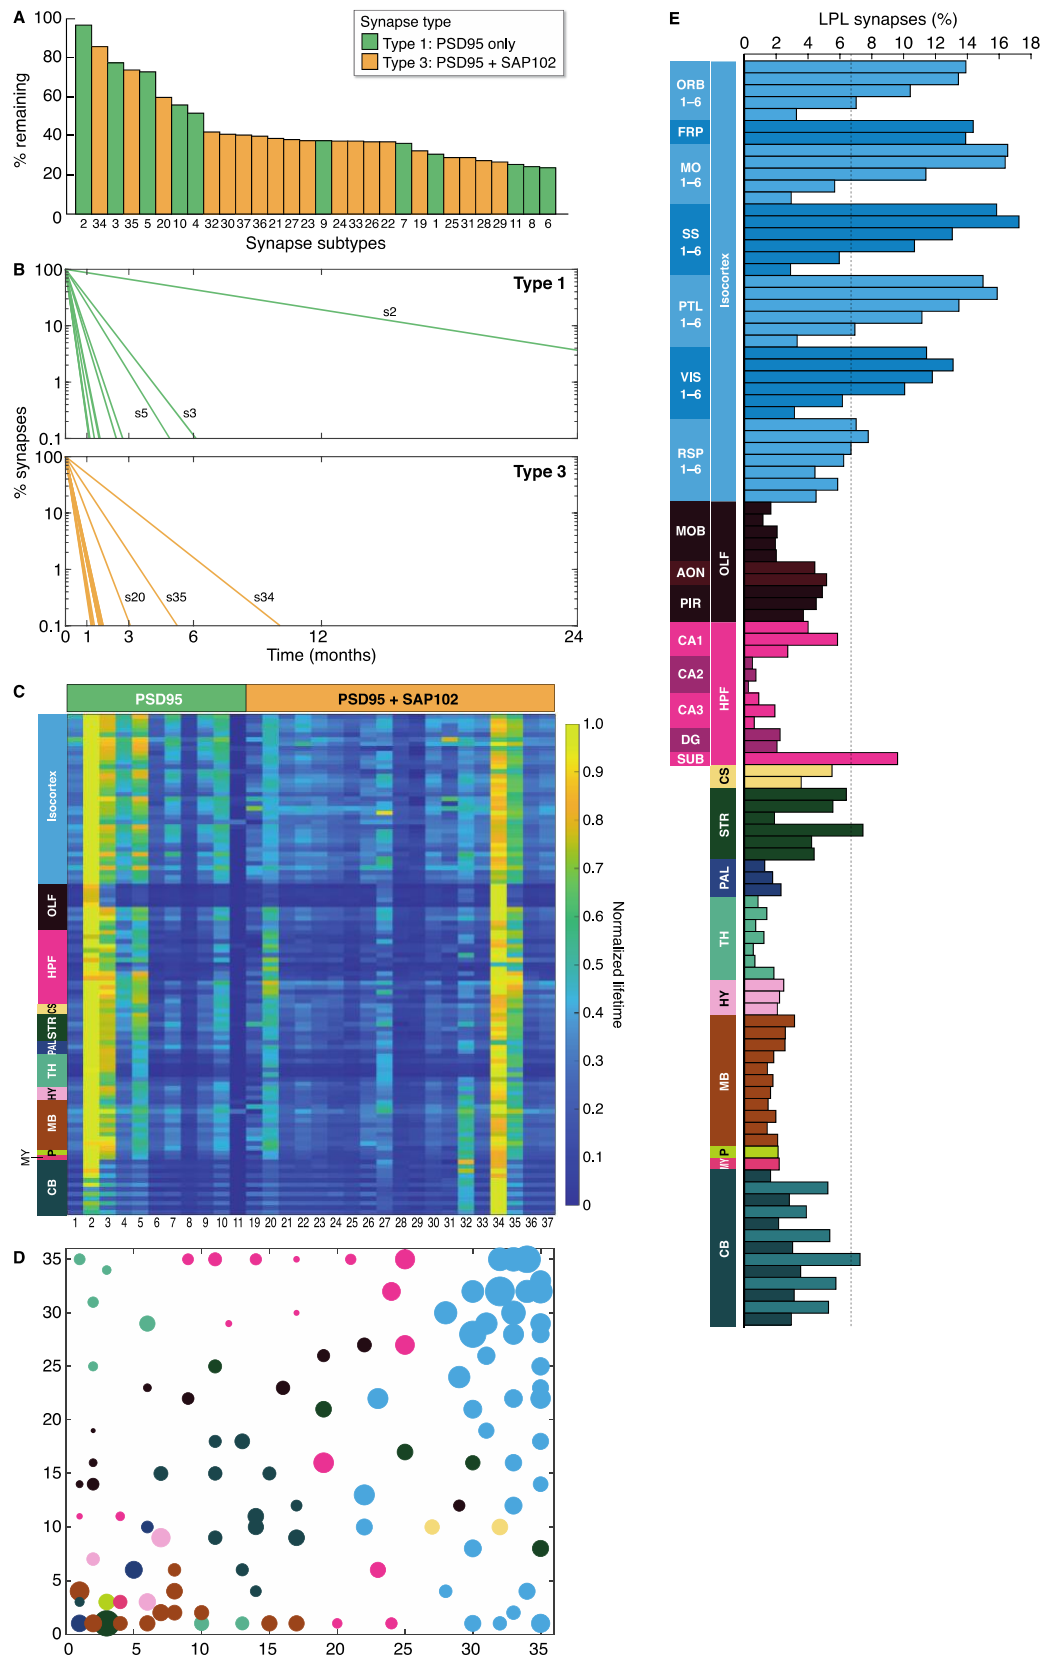 A
% remaining
100
80
60
40
20
0
Synapse type
Type 1: PSD95 only
Type 3: PSD95 + SAP102
2 34 3 35 5 20 10 4 32 30 37 36 21 27 23 9 24 33 26 22 7 19 1 25 31 28 29 11 8 6
Synapse subtypes
B
% synapses
100
10
1
0.1
Type 1
s2
s5
s3
1 3 6 12
100
10
1
0.1
Type 3
s20
s35
s34
0 1 3 6 12 24
Time (months)
C
PSD95
PSD95 + SAP102
Isocortex
OLF
HPF
CS
STR
PAL
TH
HY
MB
P
MY
CB
1 2 3 4 5 6 7 8 9 10 11 19 20 21 22 23 24 25 26 27 28 29 30 31 32 33 34 35 36 37
1.0
0.9
0.8
0.7
0.6
0.5
0.4
0.3
0.2
0.1
0
Normalized lifetime
D
35
30
25
20
15
10
5
0
0 5 10 15 20 25 30 35
E
LPL synapses (%)
0 2 4 6 8 10 12 14 16 18
ORB
1–6
FRP
MO
1–6
SS
1–6
PTL
1–6
VIS
1–6
RSP
1–6
Isocortex
MOB
AON
PIR
OLF
CA1
CA2
CA3
DG
SUB
HPF
CS
STR
PAL
TH
HY
MB
P
MY
CB